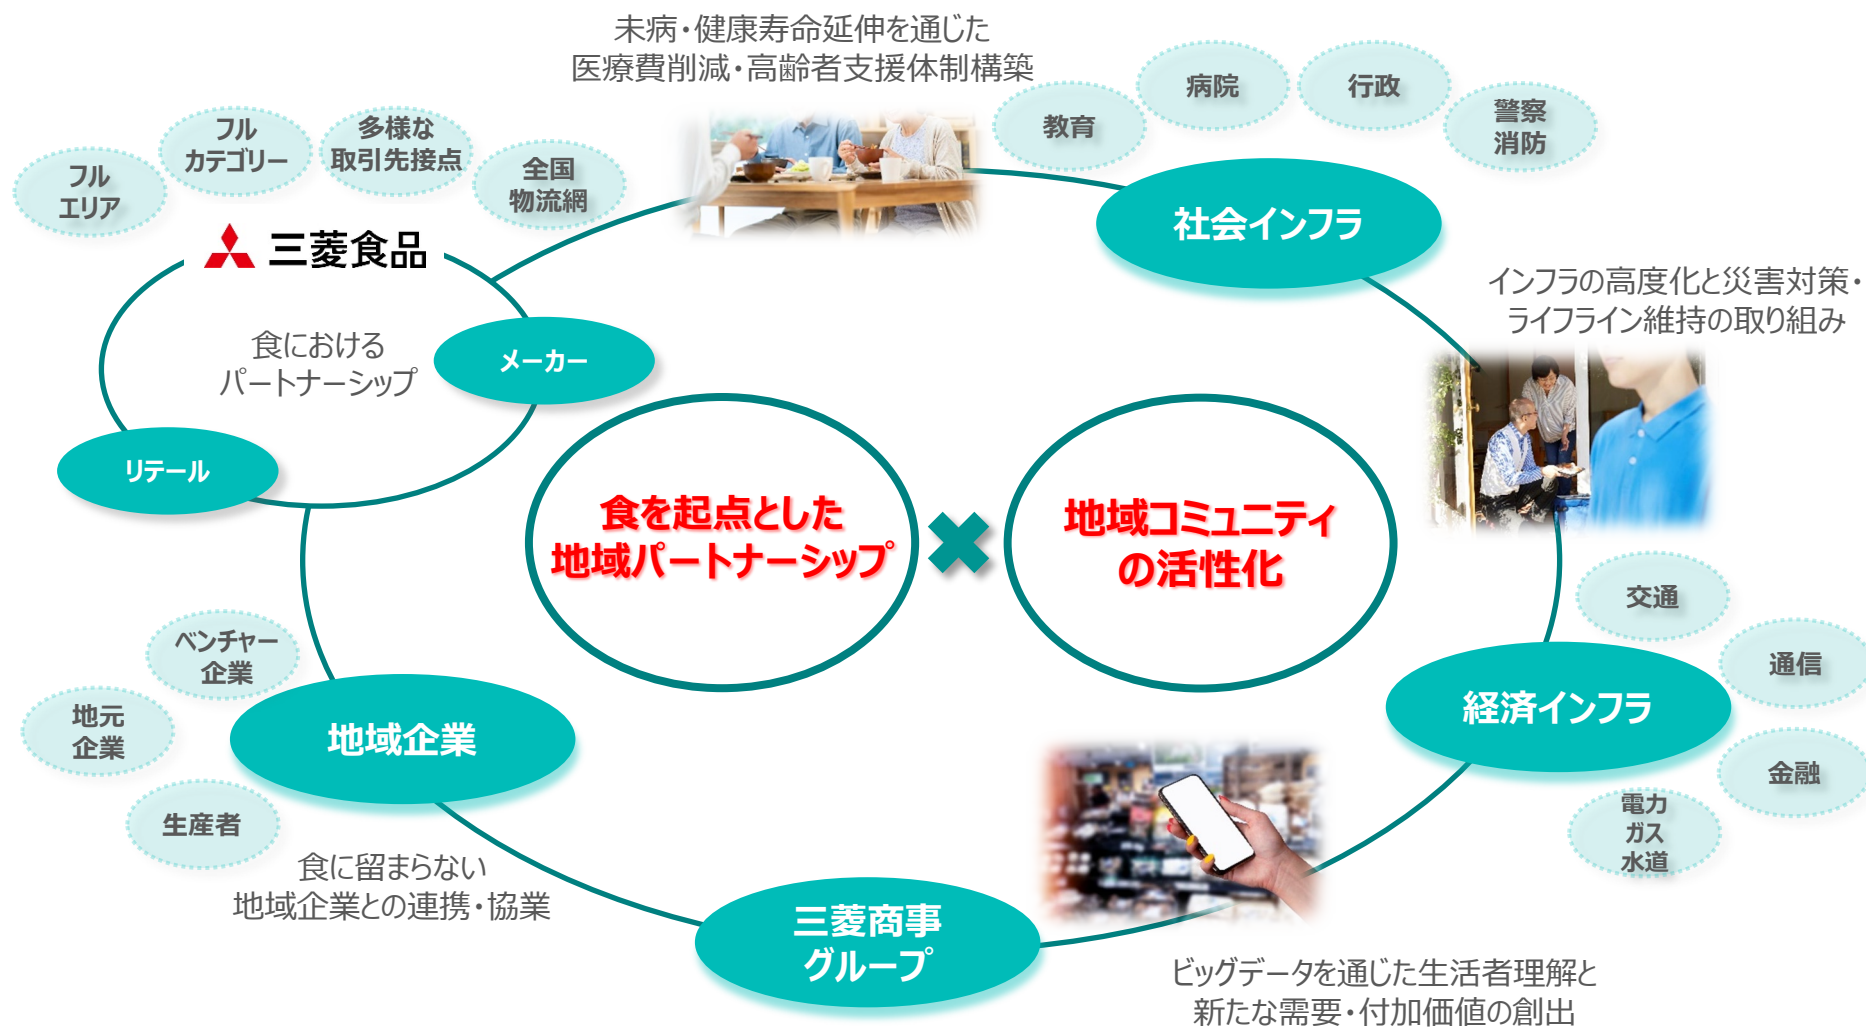 未病・健康寿命延伸を通じた
医療費削減・高齢者支援体制構築
フル
エリア
フル
カテゴリー
多様な
取引先接点
全国
物流網
教育
病院
行政
警察
消防
三菱食品
社会インフラ
食における
パートナーシップ
メーカー
リテール
インフラの高度化と災害対策・
ライフライン維持の取り組み
食を起点とした
地域パートナーシップ
地域コミュニティ
の活性化
交通
通信
経済インフラ
金融
電力
ガス
水道
ベンチャー
企業
地元
企業
地域企業
生産者
食に留まらない
地域企業との連携・協業
三菱商事
グループ
ビッグデータを通じた生活者理解と
新たな需要・付加価値の創出